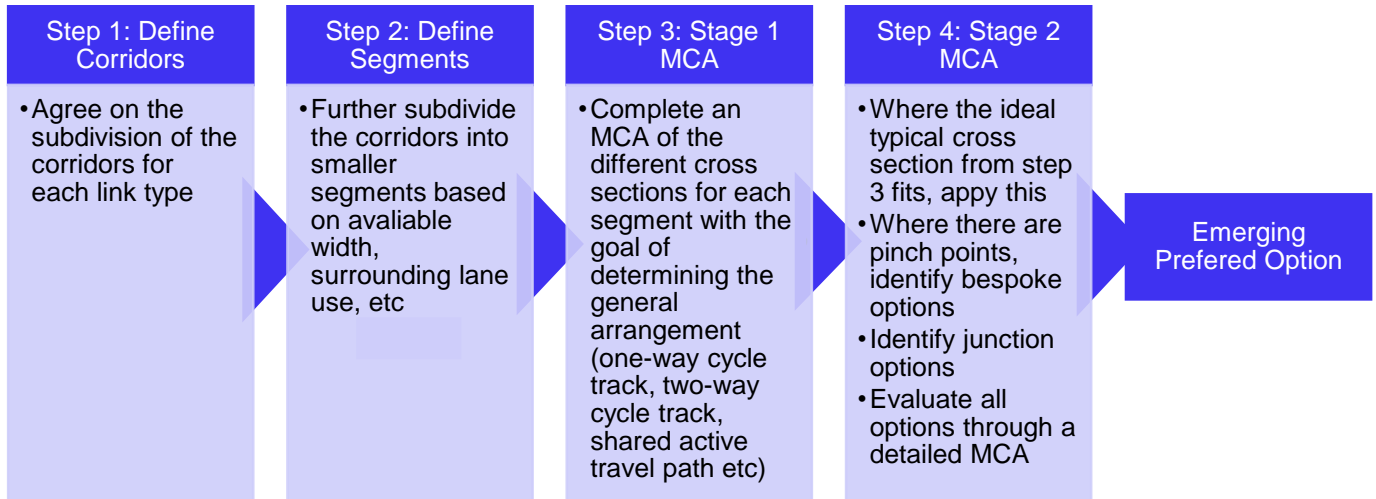 Step 1: Define
Corridors
•Agree on the
subdivision of the
corridors for
each link type
Step 2: Define
Segments
•Further subdivide
the corridors into
smaller
segments based
on avaliable
width,
surrounding lane
use, etc
Step 3: Stage 1
MCA
•Complete an
MCA of the
different cross
sections for each
segment with the
goal of
determining the
general
arrangement
(one-way cycle
track, two-way
cycle track,
shared active
travel path etc)
Step 4: Stage 2
MCA
•Where the ideal
typical cross
section from step
3 fits, appy this
•Where there are
pinch points,
identify bespoke
options
•Identify junction
options
•Evaluate all
options through a
detailed MCA
Emerging
Prefered Option